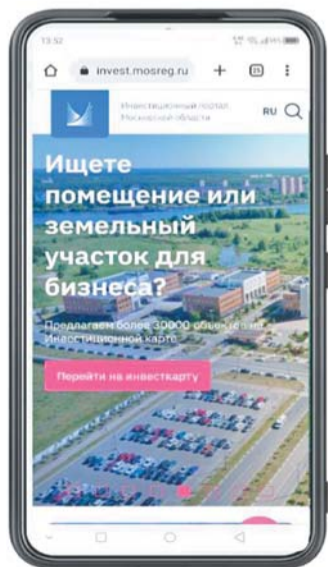 13:52
invest.mosreg.ru
Инвестиционный портал
Московской области
RU
Ищете
помещение или
земельный
участок для
бизнеса?
Предлагаем более 30000 объектов на
Инвестиционной карте
Перейти на инвесткарту